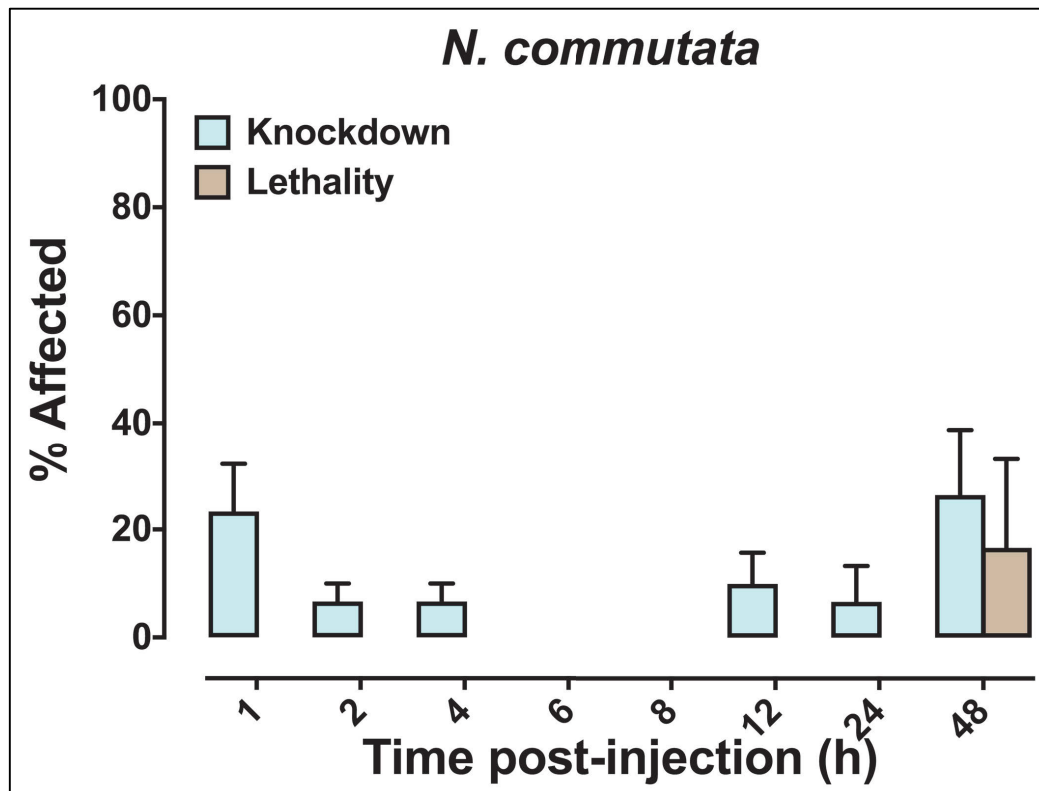 N. commutata
100
80
60
40
20
0
% Affected
Knockdown
Lethality
1 2 4 6 8 12 24 48
Time post-injection (h)